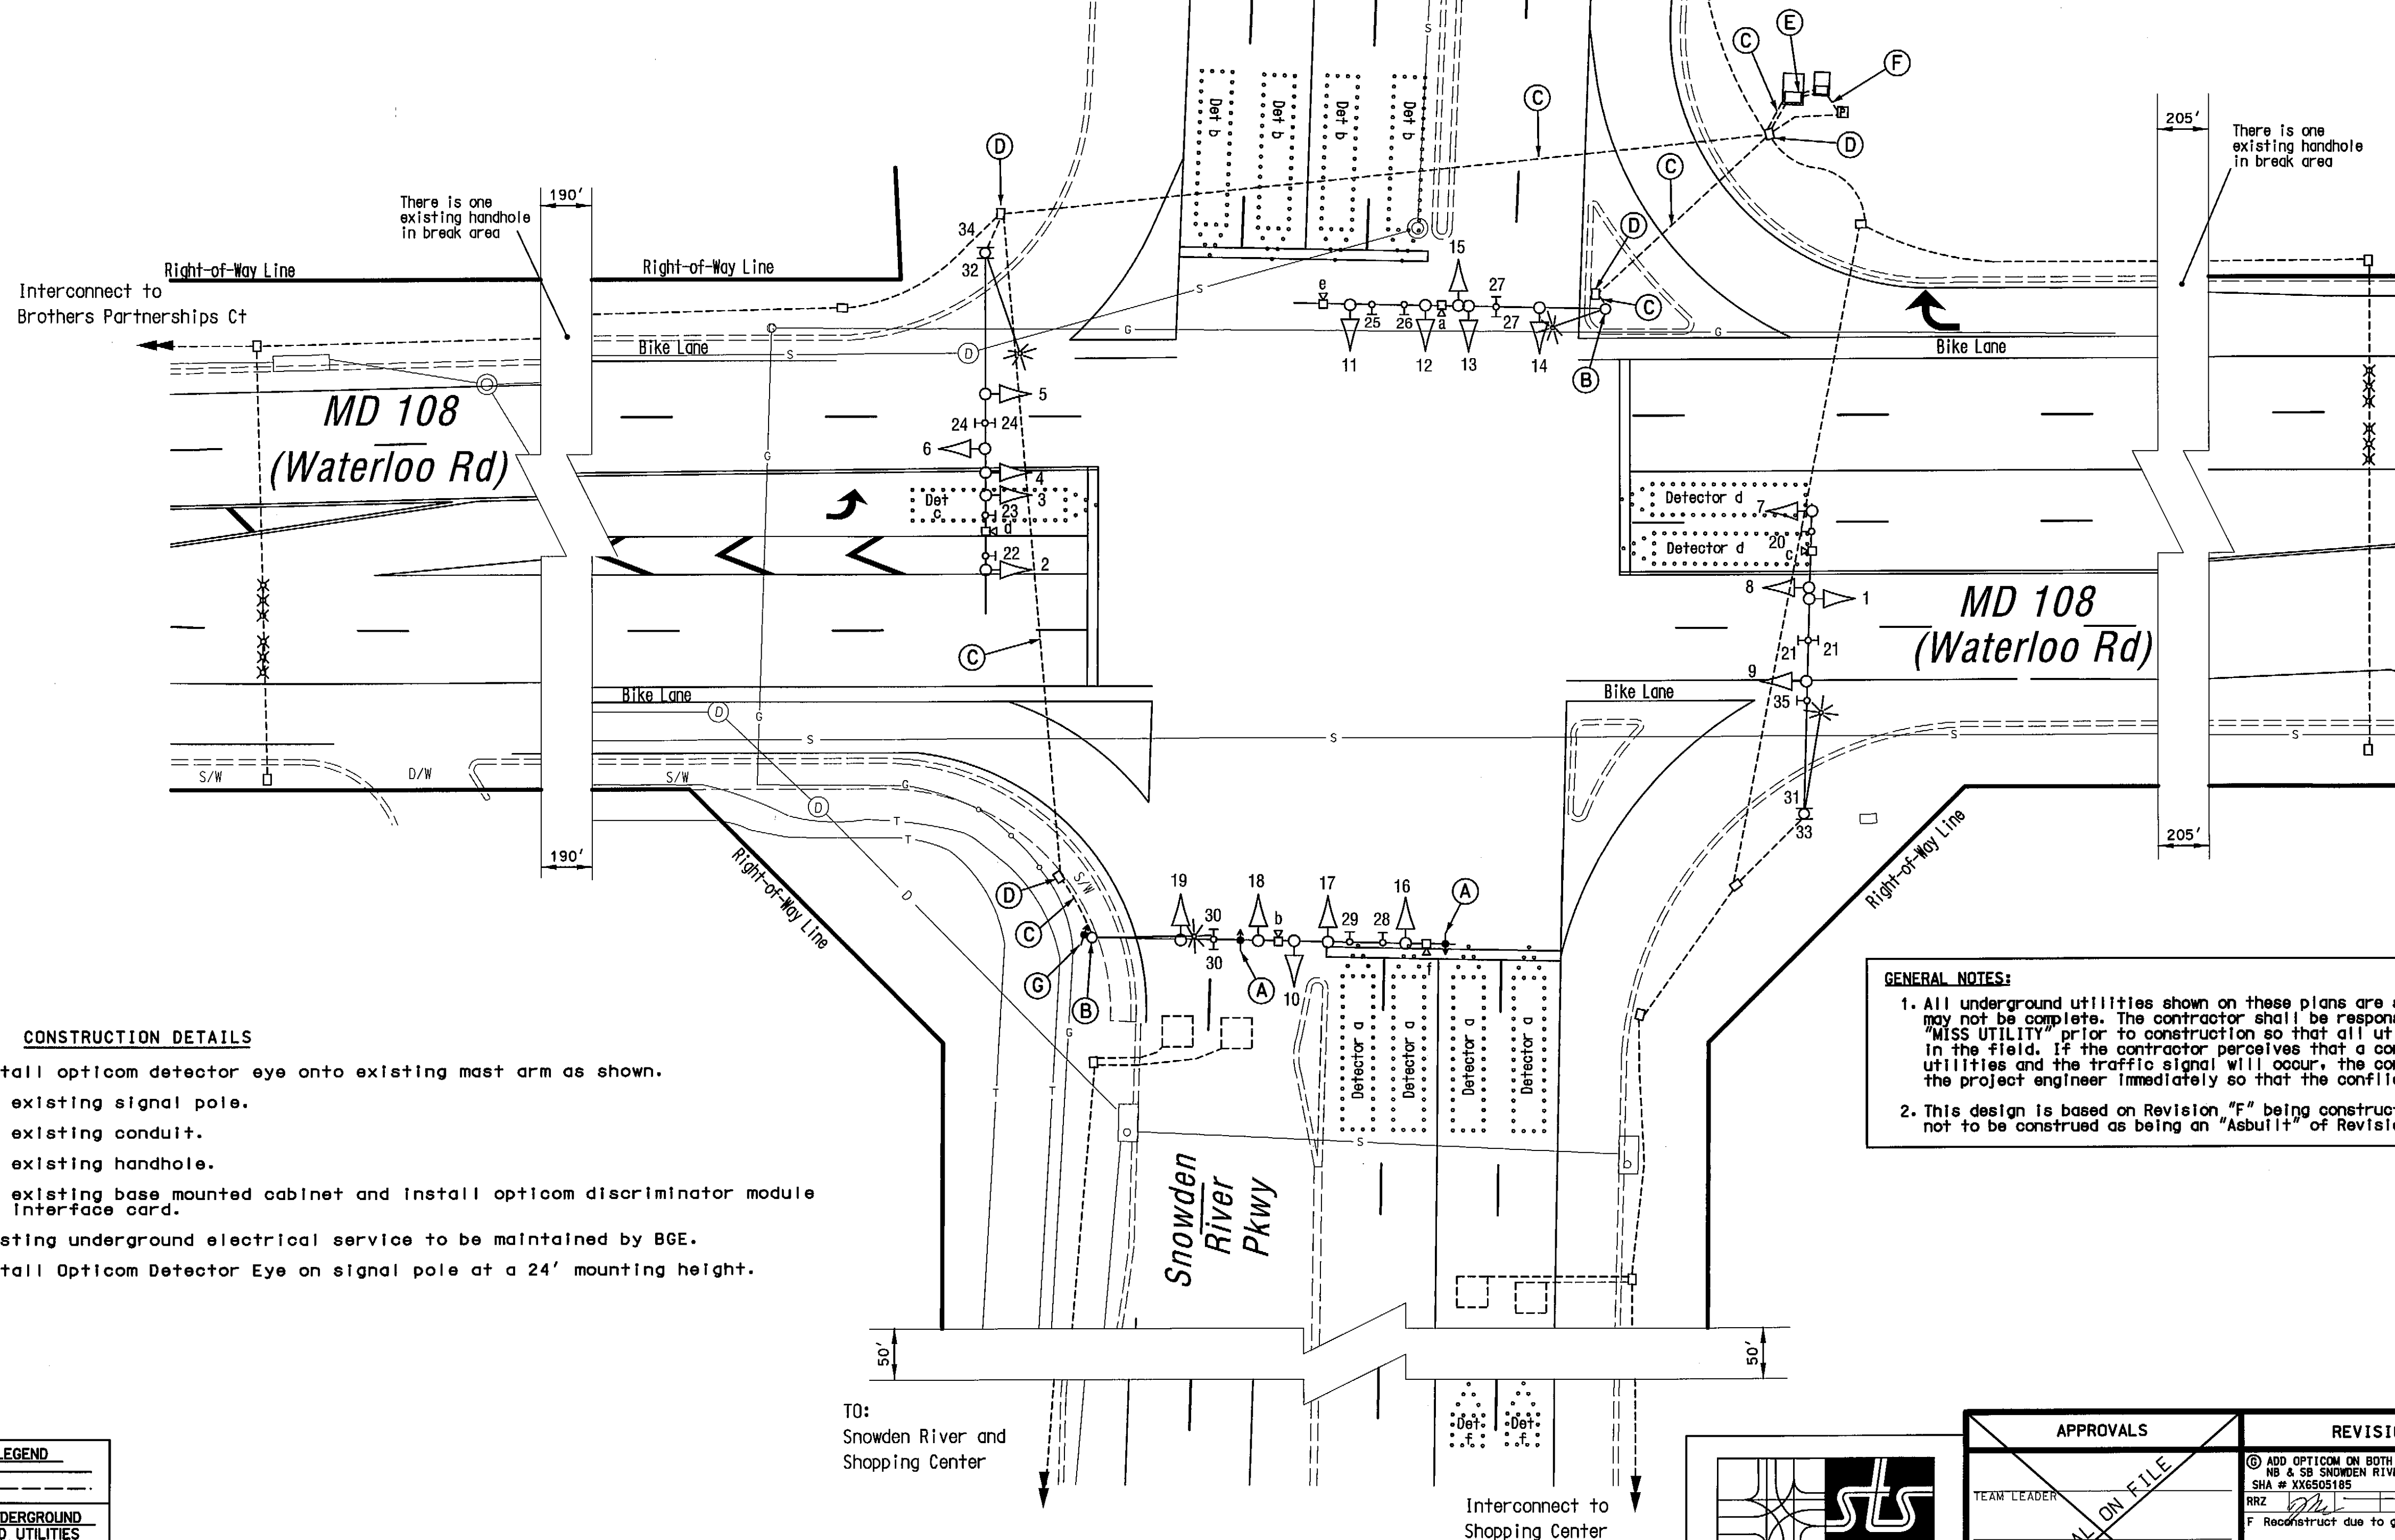 C
E
F
C
D
205'
There is one
existing handhole
in break area
C
D
Det b
Det b
Det b
Det b
S
There is one
existing handhole
in break area
190'
34
32
D
15
27
27
C
B
e
25
26
a
11
12
13
14
S
G
G
Right-of-Way Line
Right-of-Way Line
Interconnect to
Brothers Partnerships Ct
Bike Lane
S
D
Bike Lane
MD 108
(Waterloo Rd)
5
24
24
6
4
3
Det
c
23
d
22
2
G
C
Detector d
Detector d
7
20
c
8
1
21
21
9
35
31
33
MD 108
(Waterloo Rd)
Bike Lane
Bike Lane
D
G
S
S
S
S
S/W
D/W
S/W
G
D
T
T
S/W
D
Right-of-Way Line
Right-of-Way Line
190'
205'
D
C
G
B
19
30
30
18
b
17
29
28
16
A
A
10
f
G
T
T
Detector a
Detector a
Detector a
Detector a
S
Snowden
River
Pkwy
CONSTRUCTION DETAILS
tall opticom detector eye onto existing mast arm as shown.
existing signal pole.
existing conduit.
existing handhole.
existing base mounted cabinet and install opticom discriminator module
interface card.
sting underground electrical service to be maintained by BGE.
tall Opticom Detector Eye on signal pole at a 24' mounting height.
GENERAL NOTES:
1. All underground utilities shown on these plans are
may not be complete. The contractor shall be respon
"MISS UTILITY" prior to construction so that all ut
in the field. If the contractor perceives that a co
utilities and the traffic signal will occur, the co
the project engineer immediately so that the conflic
2. This design is based on Revision "F" being construc
not to be construed as being an "Asbuilt" of Revisi
50'
50'
Det.
f
Det.
f
TO:
Snowden River and
Shopping Center
Interconnect to
Shopping Center
LEGEND
DERGROUND
D UTILITIES
APPROVALS
TEAM LEADER
AL ON FILE
REVISI
G ADD OPTICOM ON BOTH
NB & SB SNOWDEN RIV
SHA # XX6505185
RRZ
F Reconstruct due to g